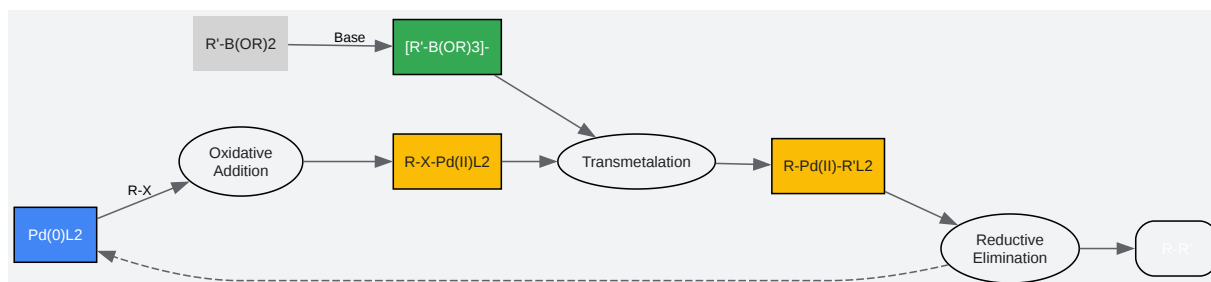 R'-B(OR)2
Base
[R'-B(OR)3]-
Oxidative
Addition
R-X-Pd(II)L2
Transmetalation
R-Pd(II)-R'L2
R-X
Pd(0)L2
Reductive
Elimination
R-R'